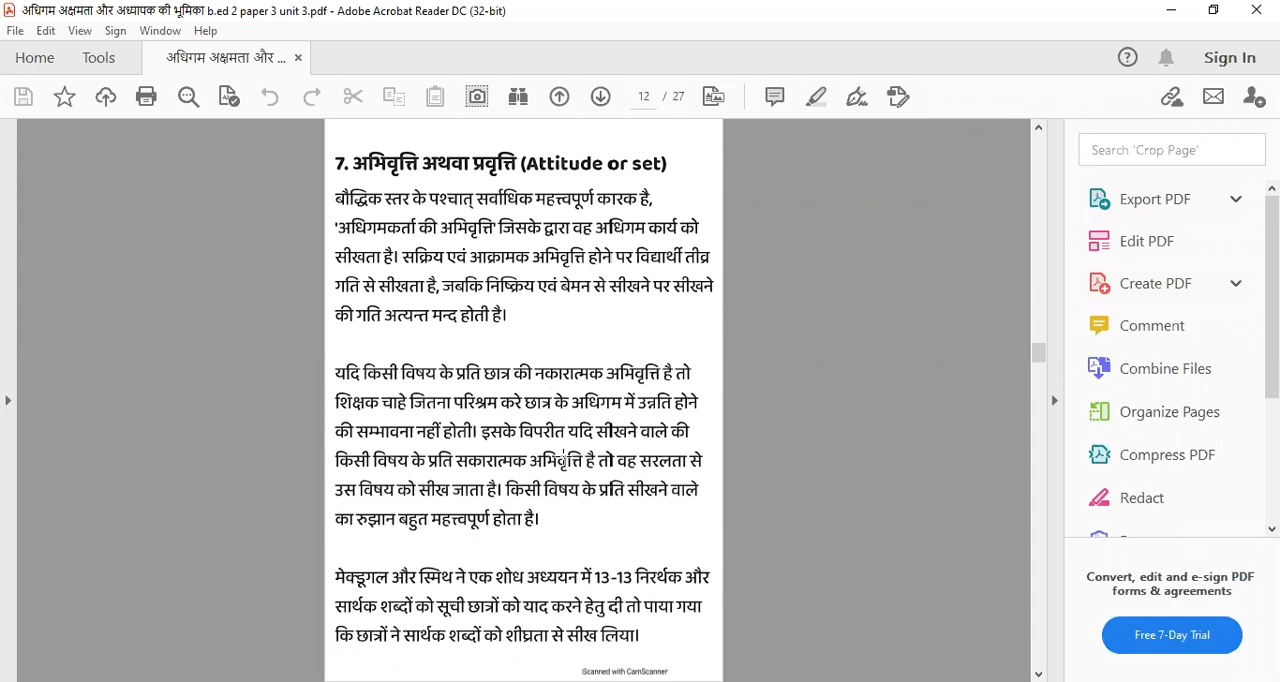 अधिगम अक्षमता और अध्यापक की भूमिका b.ed 2 paper 3 unit 3.pdf - Adobe Acrobat Reader DC (32-bit)
File Edit View Sign Window Help
Home Tools अधिगम अक्षमता और ... × Sign In
12 / 27
7. अभिवृत्ति अथवा प्रवृत्ति (Attitude or set)
बौद्धिक स्तर के पश्चात् सर्वाधिक महत्त्वपूर्ण कारक है,
'अधिगमकर्ता की अभिवृत्ति' जिसके द्वारा वह अधिगम कार्य को
सीखता है। सक्रिय एवं आक्रामक अभिवृत्ति होने पर विद्यार्थी तीव्र
गति से सीखता है, जबकि निष्क्रिय एवं बेमन से सीखने पर सीखने
की गति अत्यन्त मन्द होती है।
यदि किसी विषय के प्रति छात्र की नकारात्मक अभिवृत्ति है तो
शिक्षक चाहे जितना परिश्रम करे छात्र के अधिगम में उन्नति होने
की सम्भावना नहीं होती। इसके विपरीत यदि सीखने वाले की
किसी विषय के प्रति सकारात्मक अभिवृत्ति है तो वह सरलता से
उस विषय को सीख जाता है। किसी विषय के प्रति सीखने वाले
का रुझान बहुत महत्त्वपूर्ण होता है।
मेक्डूगल और स्मिथ ने एक शोध अध्ययन में 13-13 निरर्थक और
सार्थक शब्दों को सूची छात्रों को याद करने हेतु दी तो पाया गया
कि छात्रों ने सार्थक शब्दों को शीघ्रता से सीख लिया।
Scanned with CamScanner
Search 'Crop Page'
Export PDF
Edit PDF
Create PDF
Comment
Combine Files
Organize Pages
Compress PDF
Redact
Convert, edit and e-sign PDF
forms & agreements
Free 7-Day Trial